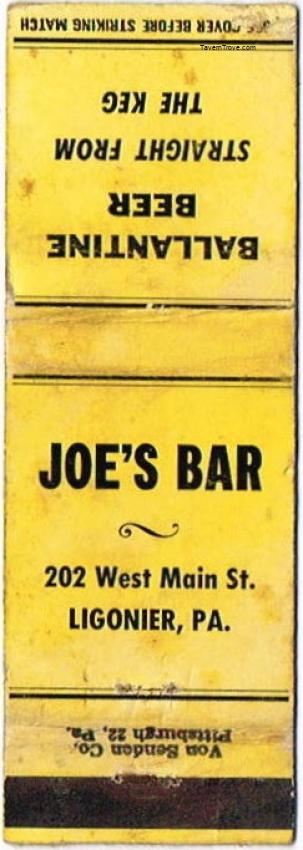 CLOSE COVER BEFORE STRIKING MATCH
TavernTrove.com
BALLANTINE
BEER
STRAIGHT FROM
THE KEG
JOE'S BAR
202 West Main St.
LIGONIER, PA.
Von Senden Co.
Pittsburgh 22, Pa.